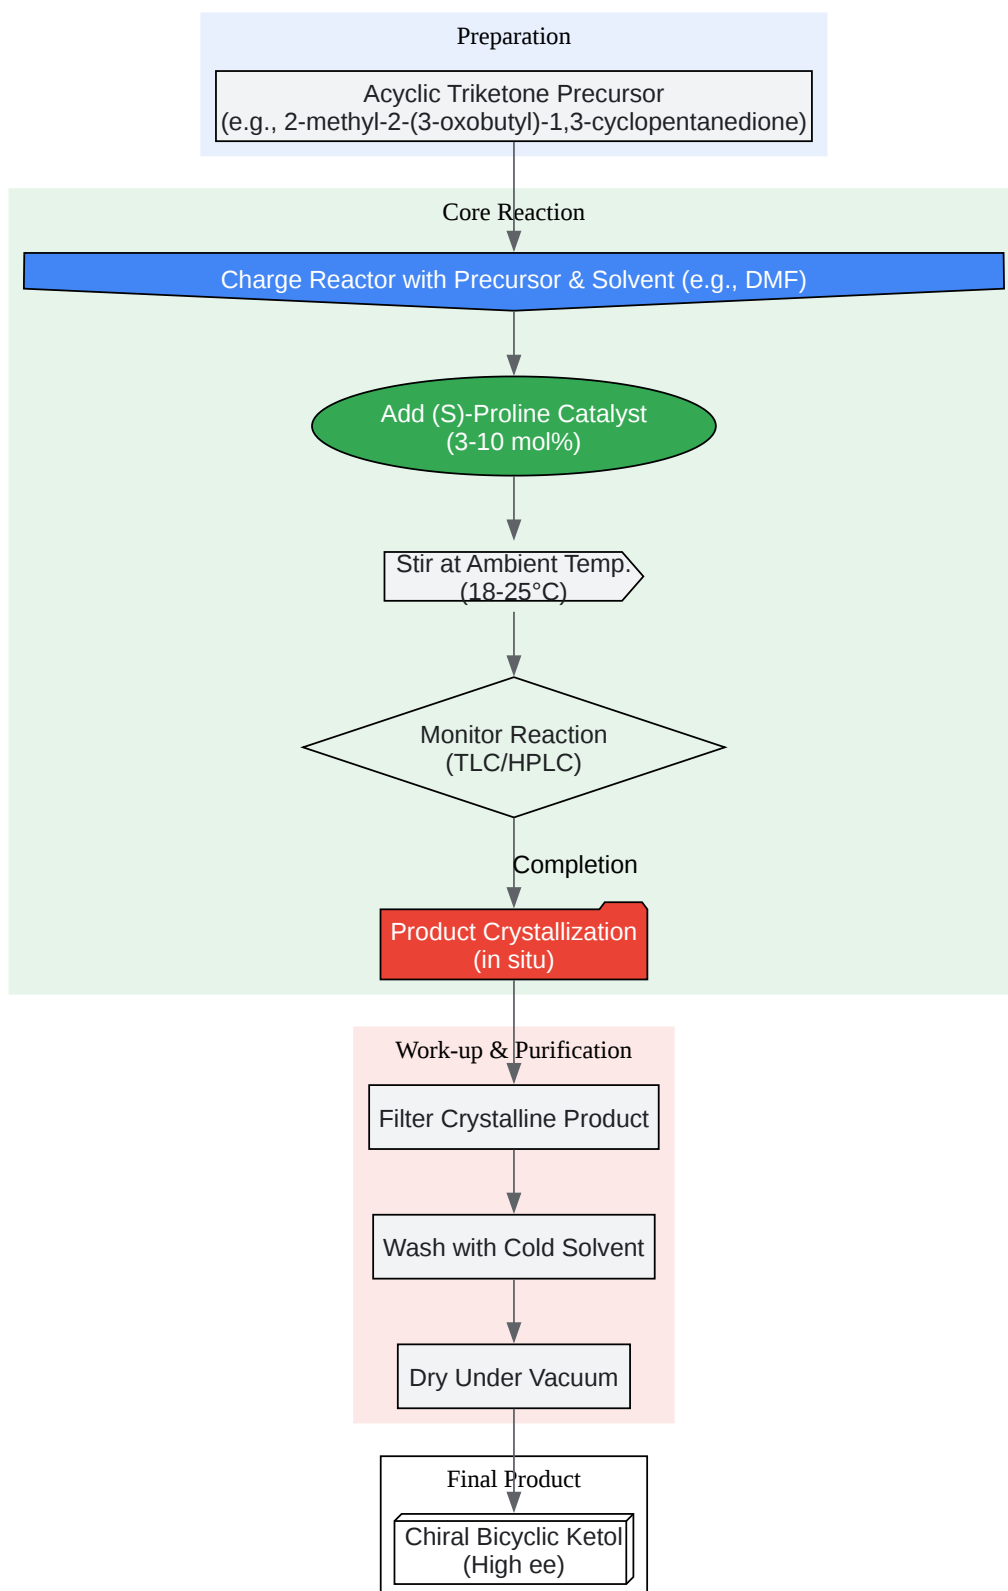 Preparation
Acyclic Triketone Precursor
(e.g., 2-methyl-2-(3-oxobutyl)-1,3-cyclopentanedione)
Core Reaction
Charge Reactor with Precursor & Solvent (e.g., DMF)
Add (S)-Proline Catalyst
(3-10 mol%)
Stir at Ambient Temp.
(18-25°C)
Monitor Reaction
(TLC/HPLC)
Completion
Product Crystallization
(in situ)
Work-up & Purification
Filter Crystalline Product
Wash with Cold Solvent
Dry Under Vacuum
Final Product
Chiral Bicyclic Ketol
(High ee)